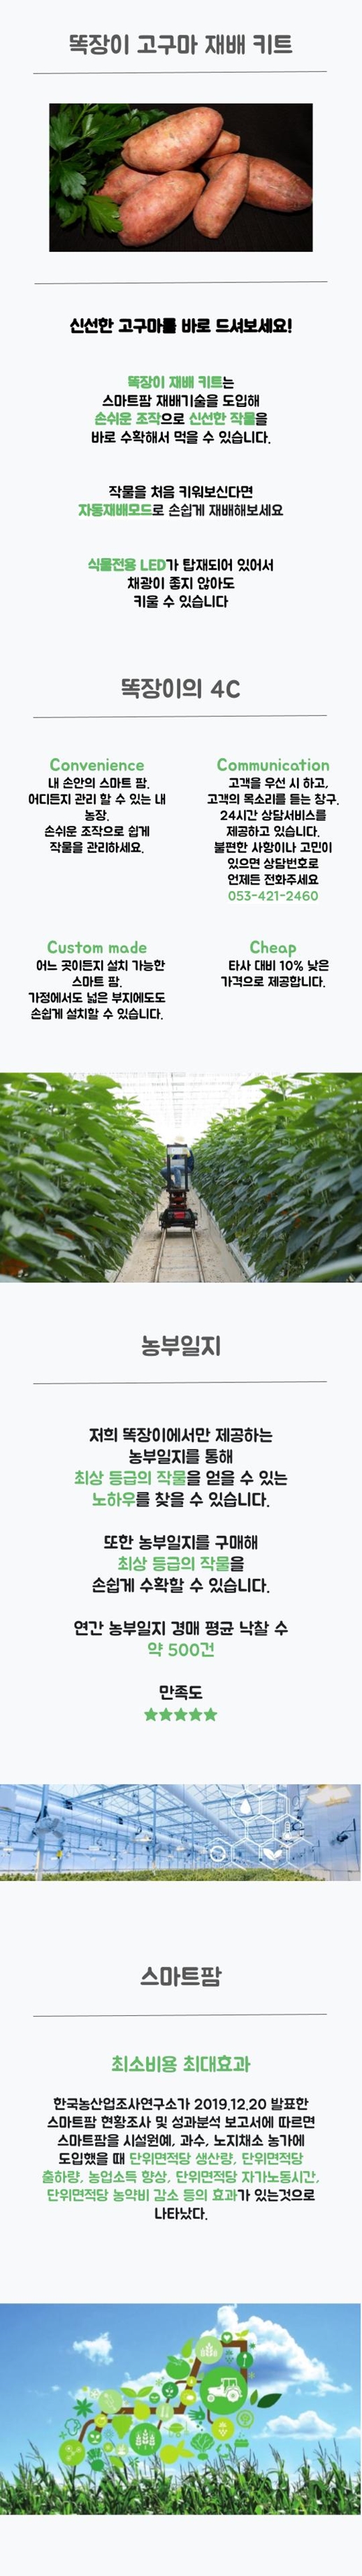 똑장이 고구마 재배 키트
신선한 고구마를 바로 드셔보세요!
똑장이 재배 키트는
스마트팜 재배기술을 도입해
손쉬운 조작으로 신선한 작물을
바로 수확해서 먹을 수 있습니다.
작물을 처음 키워보신다면
자동재배모드로 손쉽게 재배해보세요
식물전용 LED가 탑재되어 있어서
채광이 좋지 않아도
키울 수 있습니다
똑장이의 4C
Convenience
내 손안의 스마트 팜.
어디든지 관리 할 수 있는 내
농장.
손쉬운 조작으로 쉽게
작물을 관리하세요.
Communication
고객을 우선 시 하고,
고객의 목소리를 듣는 창구.
24시간 상담서비스를
제공하고 있습니다.
불편한 사항이나 고민이
있으면 상담번호로
언제든 전화주세요
053-421-2460
Custom made
어느 곳이든지 설치 가능한
스마트 팜.
가정에서도 넓은 부지에도도
손쉽게 설치할 수 있습니다.
Cheap
타사 대비 10% 낮은
가격으로 제공합니다.
농부일지
저희 똑장이에서만 제공하는
농부일지를 통해
최상 등급의 작물을 얻을 수 있는
노하우를 찾을 수 있습니다.
또한 농부일지를 구매해
최상 등급의 작물을
손쉽게 수확할 수 있습니다.
연간 농부일지 경매 평균 낙찰 수
약 500건
만족도
★★★★★
스마트팜
최소비용 최대효과
한국농산업조사연구소가 2019.12.20 발표한
스마트팜 현황조사 및 성과분석 보고서에 따르면
스마트팜을 시설원예, 과수, 노지채소 농가에
도입했을 때 단위면적당 생산량, 단위면적당
출하량, 농업소득 향상, 단위면적당 자가노동시간,
단위면적당 농약비 감소 등의 효과가 있는것으로
나타났다.